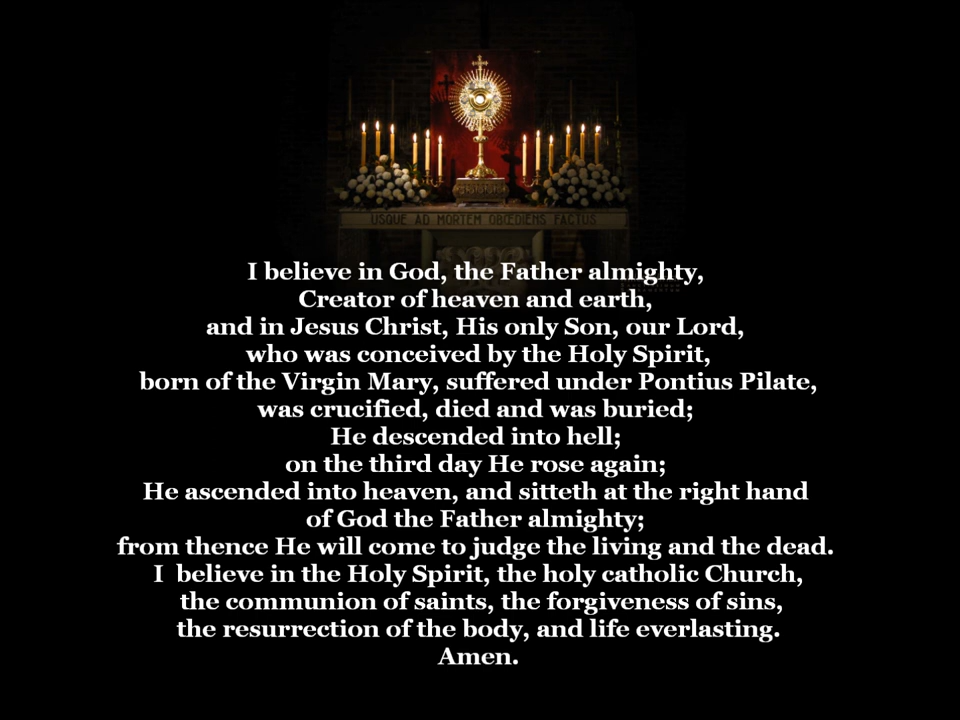 USQUE AD MORTEM OBŒDIENS FACTUS
I believe in God, the Father almighty,
Creator of heaven and earth,
and in Jesus Christ, His only Son, our Lord,
who was conceived by the Holy Spirit,
born of the Virgin Mary, suffered under Pontius Pilate,
was crucified, died and was buried;
He descended into hell;
on the third day He rose again;
He ascended into heaven, and sitteth at the right hand
of God the Father almighty;
from thence He will come to judge the living and the dead.
I believe in the Holy Spirit, the holy catholic Church,
the communion of saints, the forgiveness of sins,
the resurrection of the body, and life everlasting.
Amen.